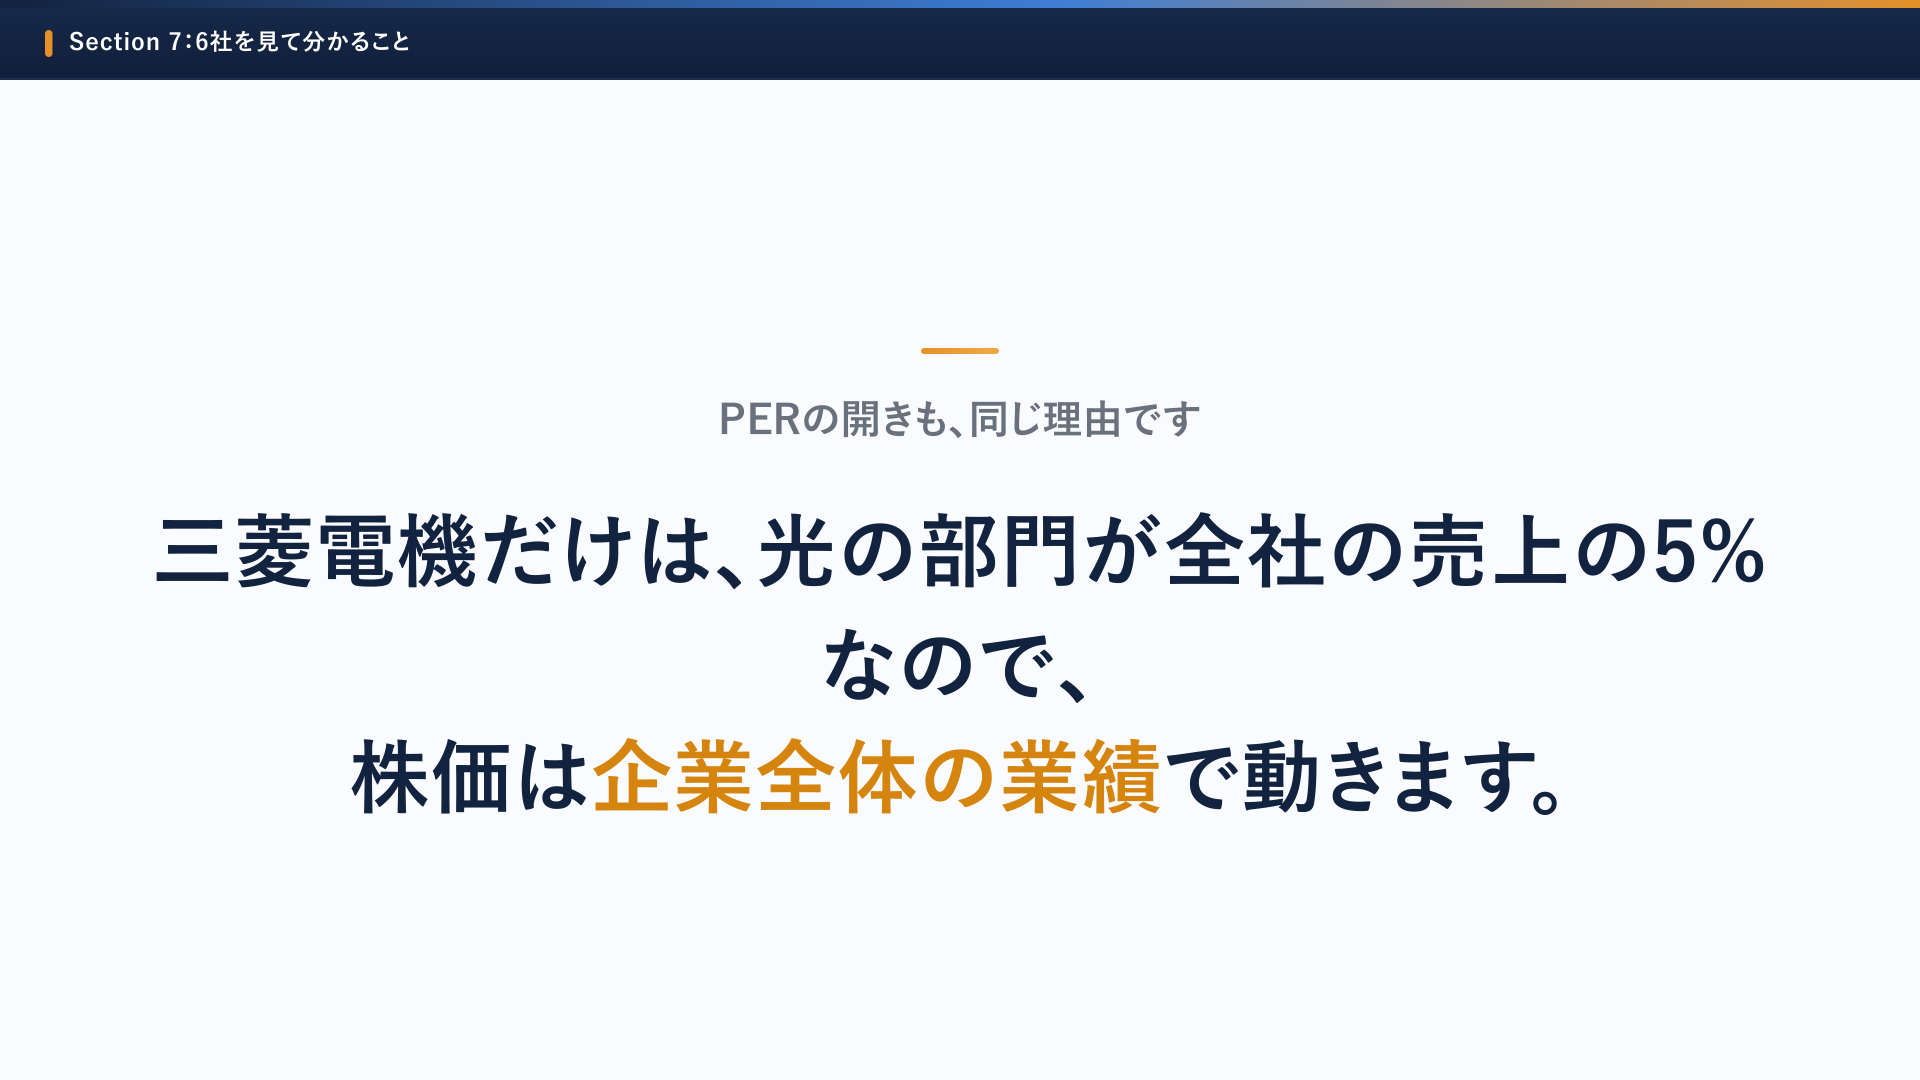 Section 7：6社を見て分かること
PERの開きも、同じ理由です
三菱電機だけは、光の部門が全社の売上の5%
なので、
株価は企業全体の業績で動きます。